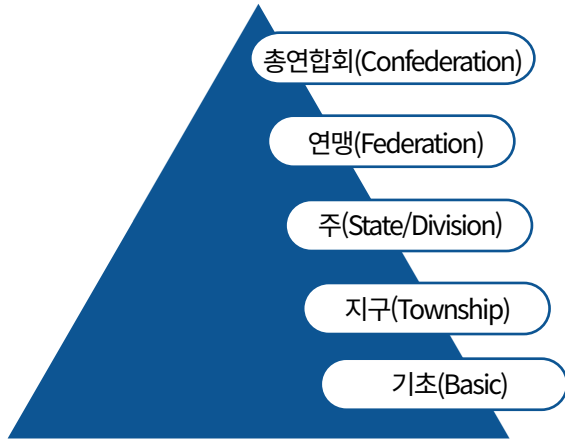 총연합회(Confederation)
연맹(Federation)
주(State/Division)
지구(Township)
기초(Basic)